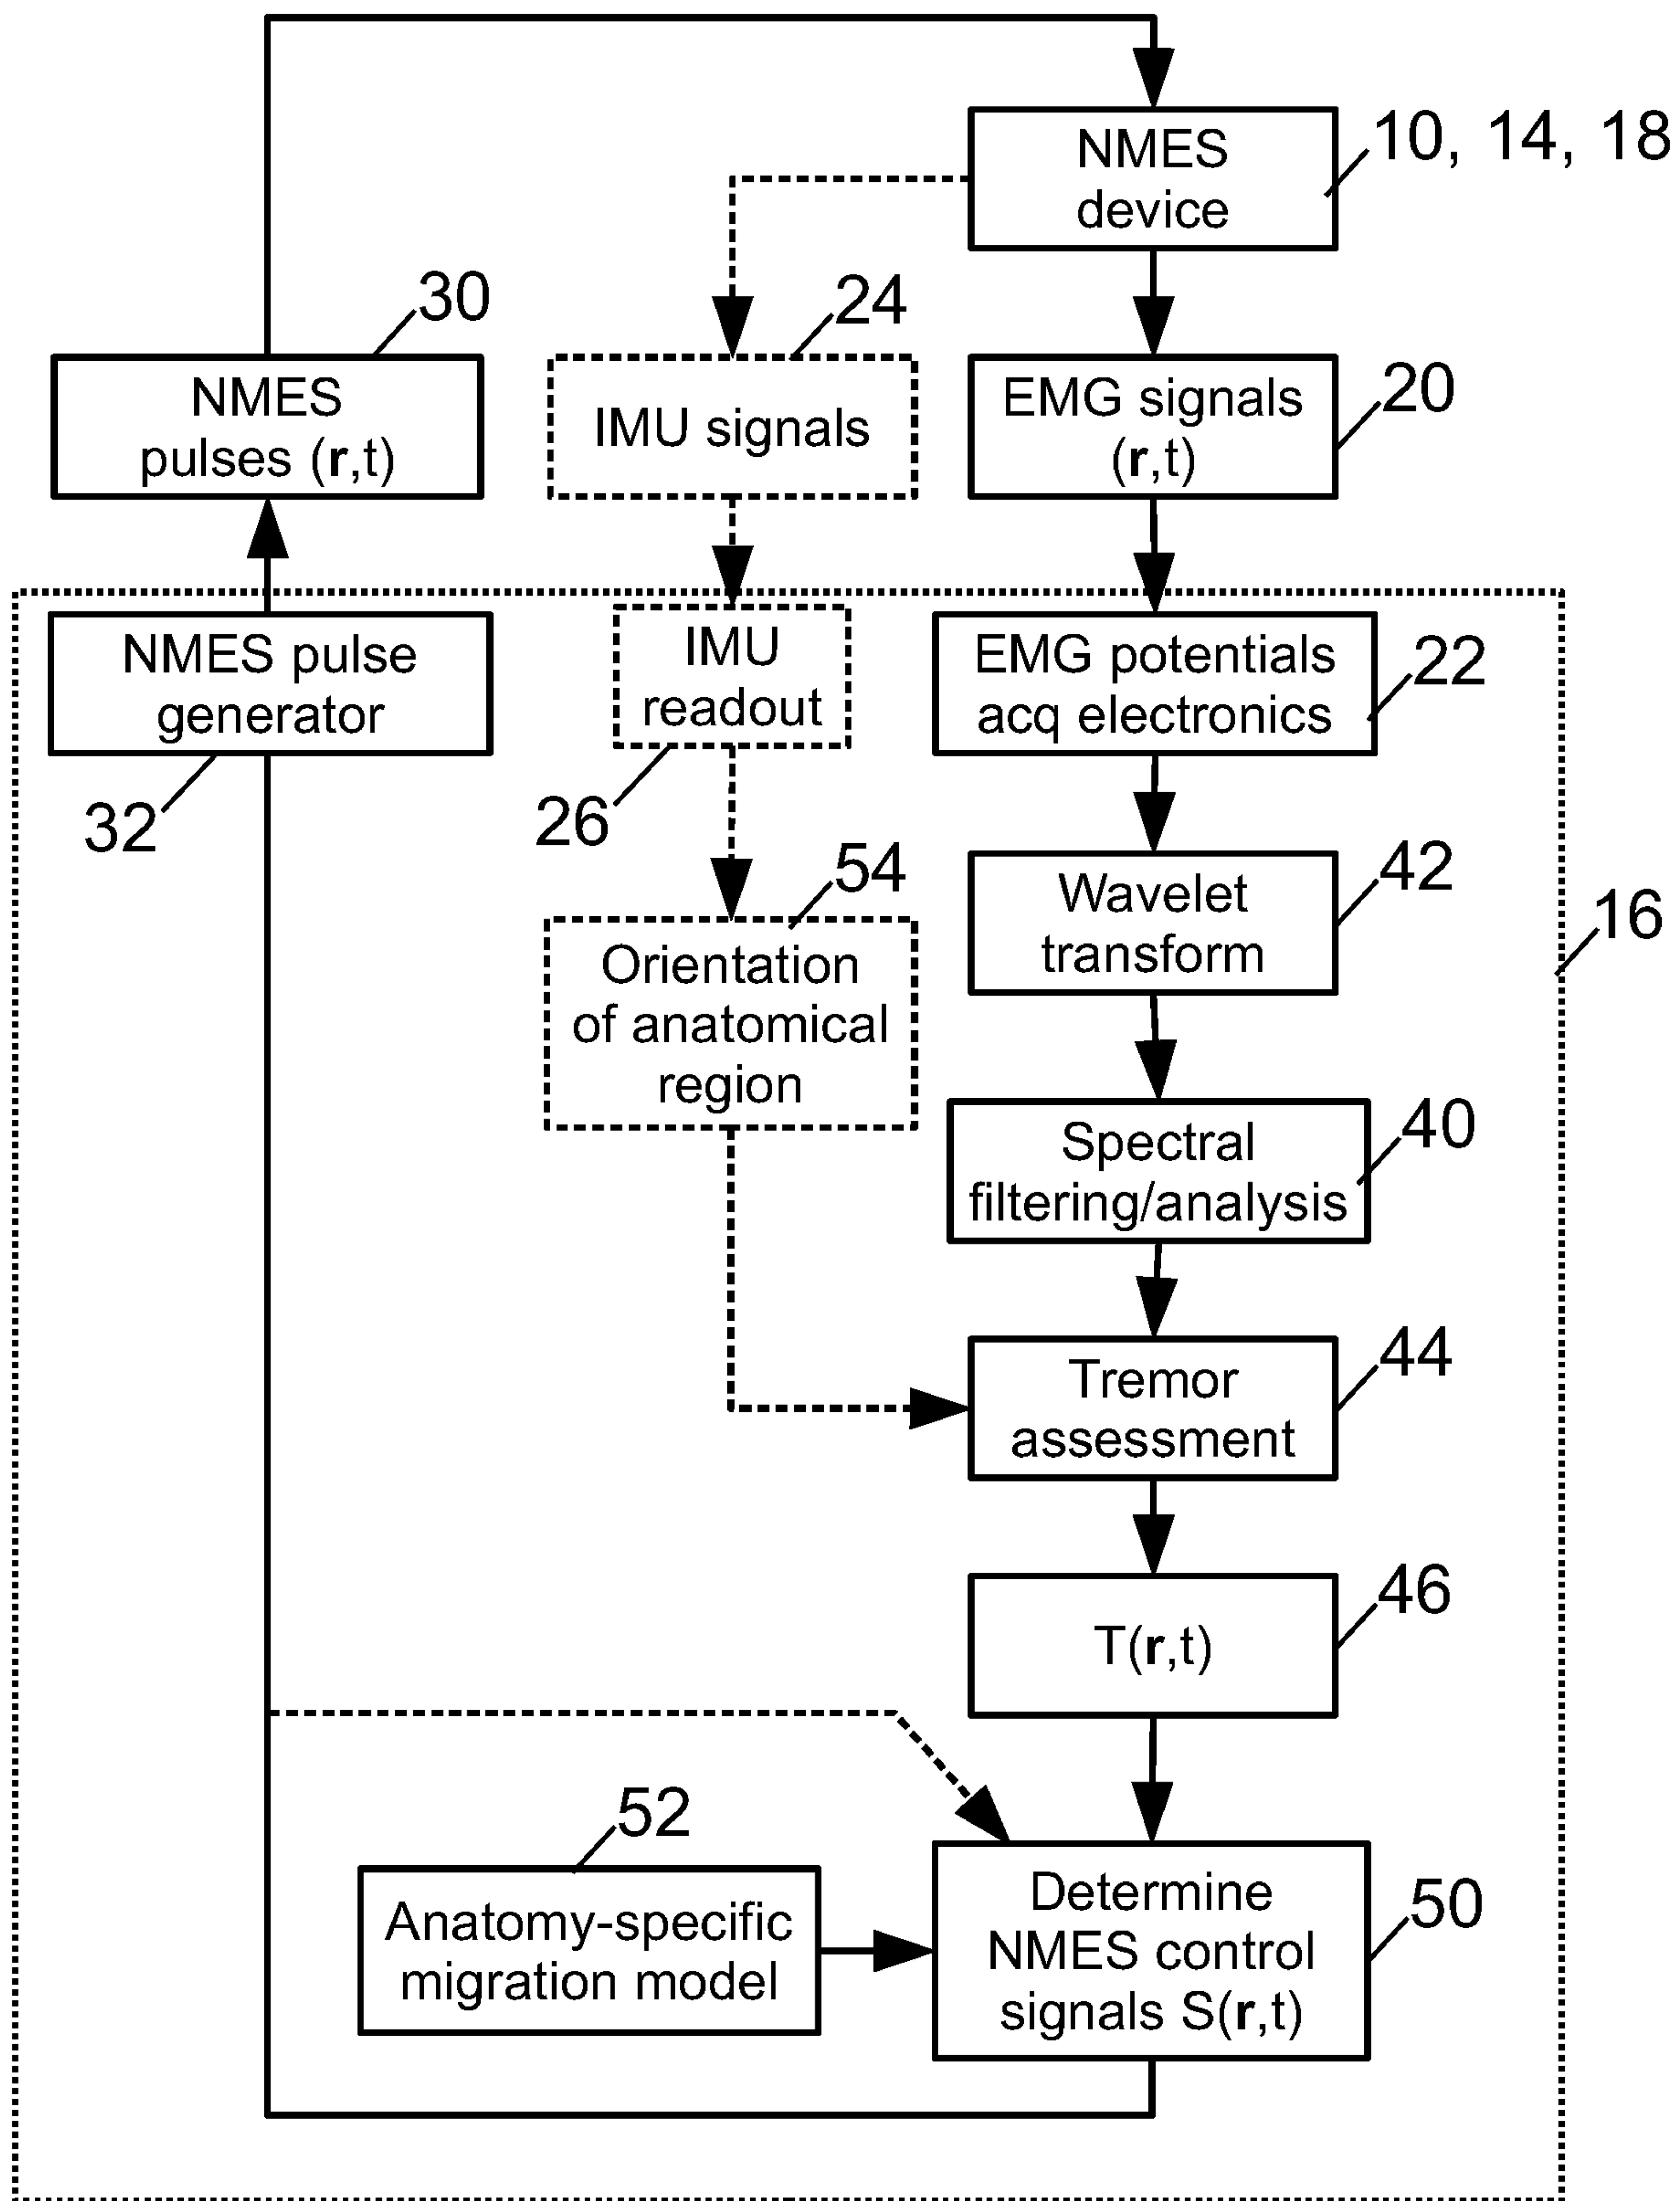 NMES
device
10, 14, 18
30
NMES
pulses (r,t)
24
IMU signals
EMG signals
(r,t)
20
NMES pulse
generator
32
IMU
readout
26
EMG potentials
acq electronics
22
Wavelet
transform
42
54
Orientation
of anatomical
region
16
Spectral
filtering/analysis
40
Tremor
assessment
44
T(r,t)
46
52
Anatomy-specific
migration model
Determine
NMES control
signals S(r,t)
50